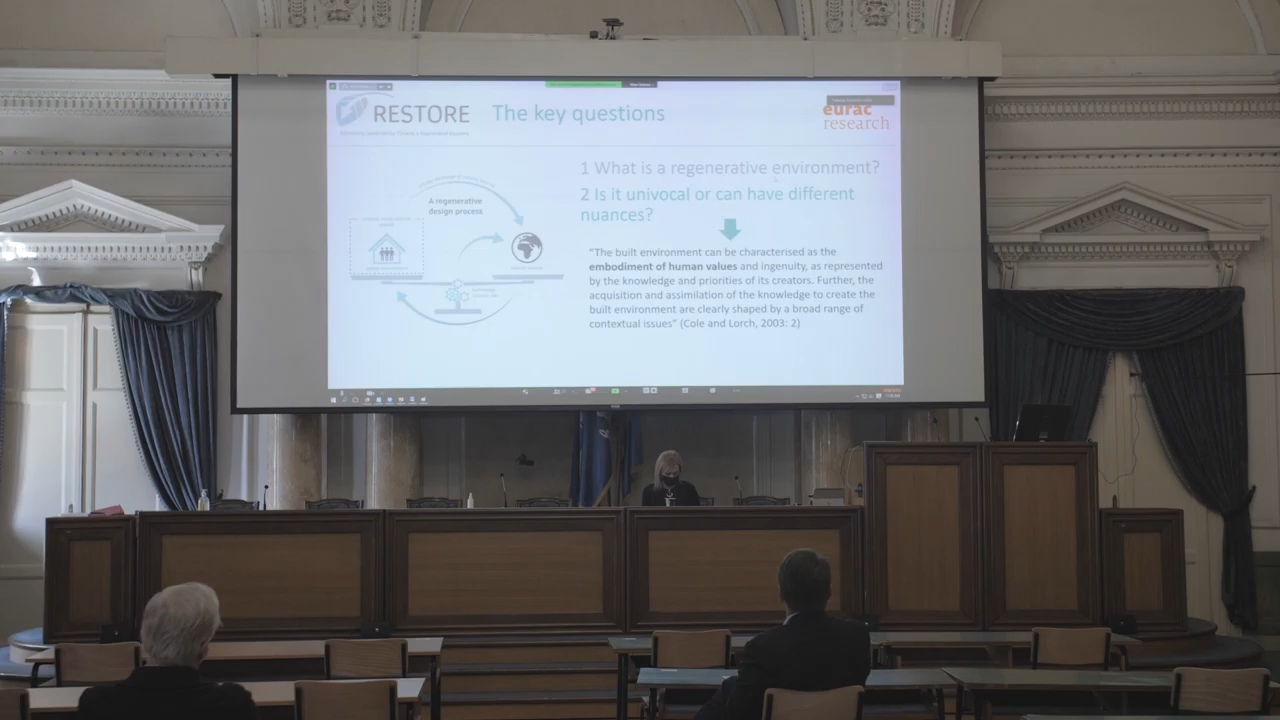 RESTORE
The key questions
eurac
research
1 What is a regenerative environment?
2 Is it univocal or can have different
nuances?
A regenerative
design process
"The built environment can be characterised as the
embodiment of human values and ingenuity, as represented
by the knowledge and priorities of its creators. Further, the
acquisition and assimilation of the knowledge to create the
built environment are clearly shaped by a broad range of
contextual issues" (Cole and Lorch, 2003: 2)